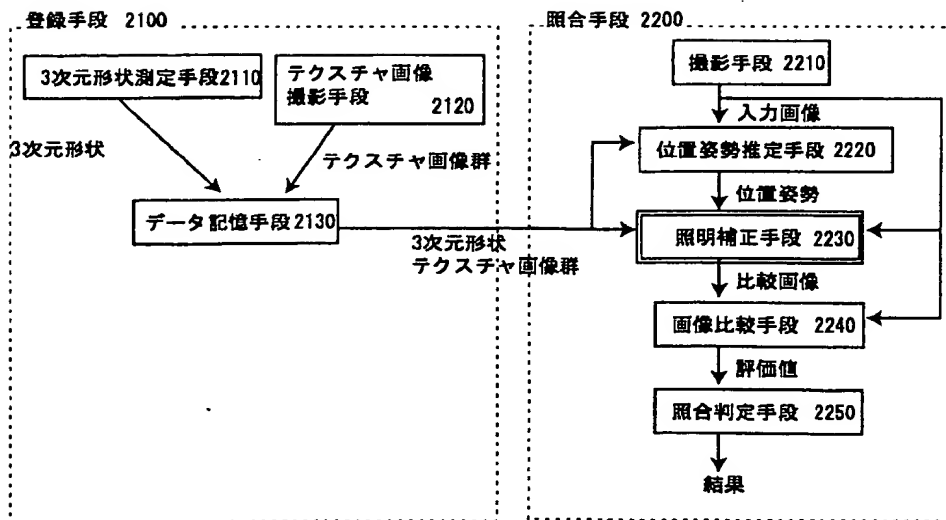 登録手段 2100
3次元形状測定手段2110
テクスチャ画像
撮影手段 2120
3次元形状
テクスチャ画像群
データ記憶手段2130
3次元形状
テクスチャ画像群
照合手段 2200
撮影手段 2210
入力画像
位置姿勢推定手段 2220
位置姿勢
照明補正手段 2230
比較画像
画像比較手段 2240
評価値
照合判定手段 2250
結果